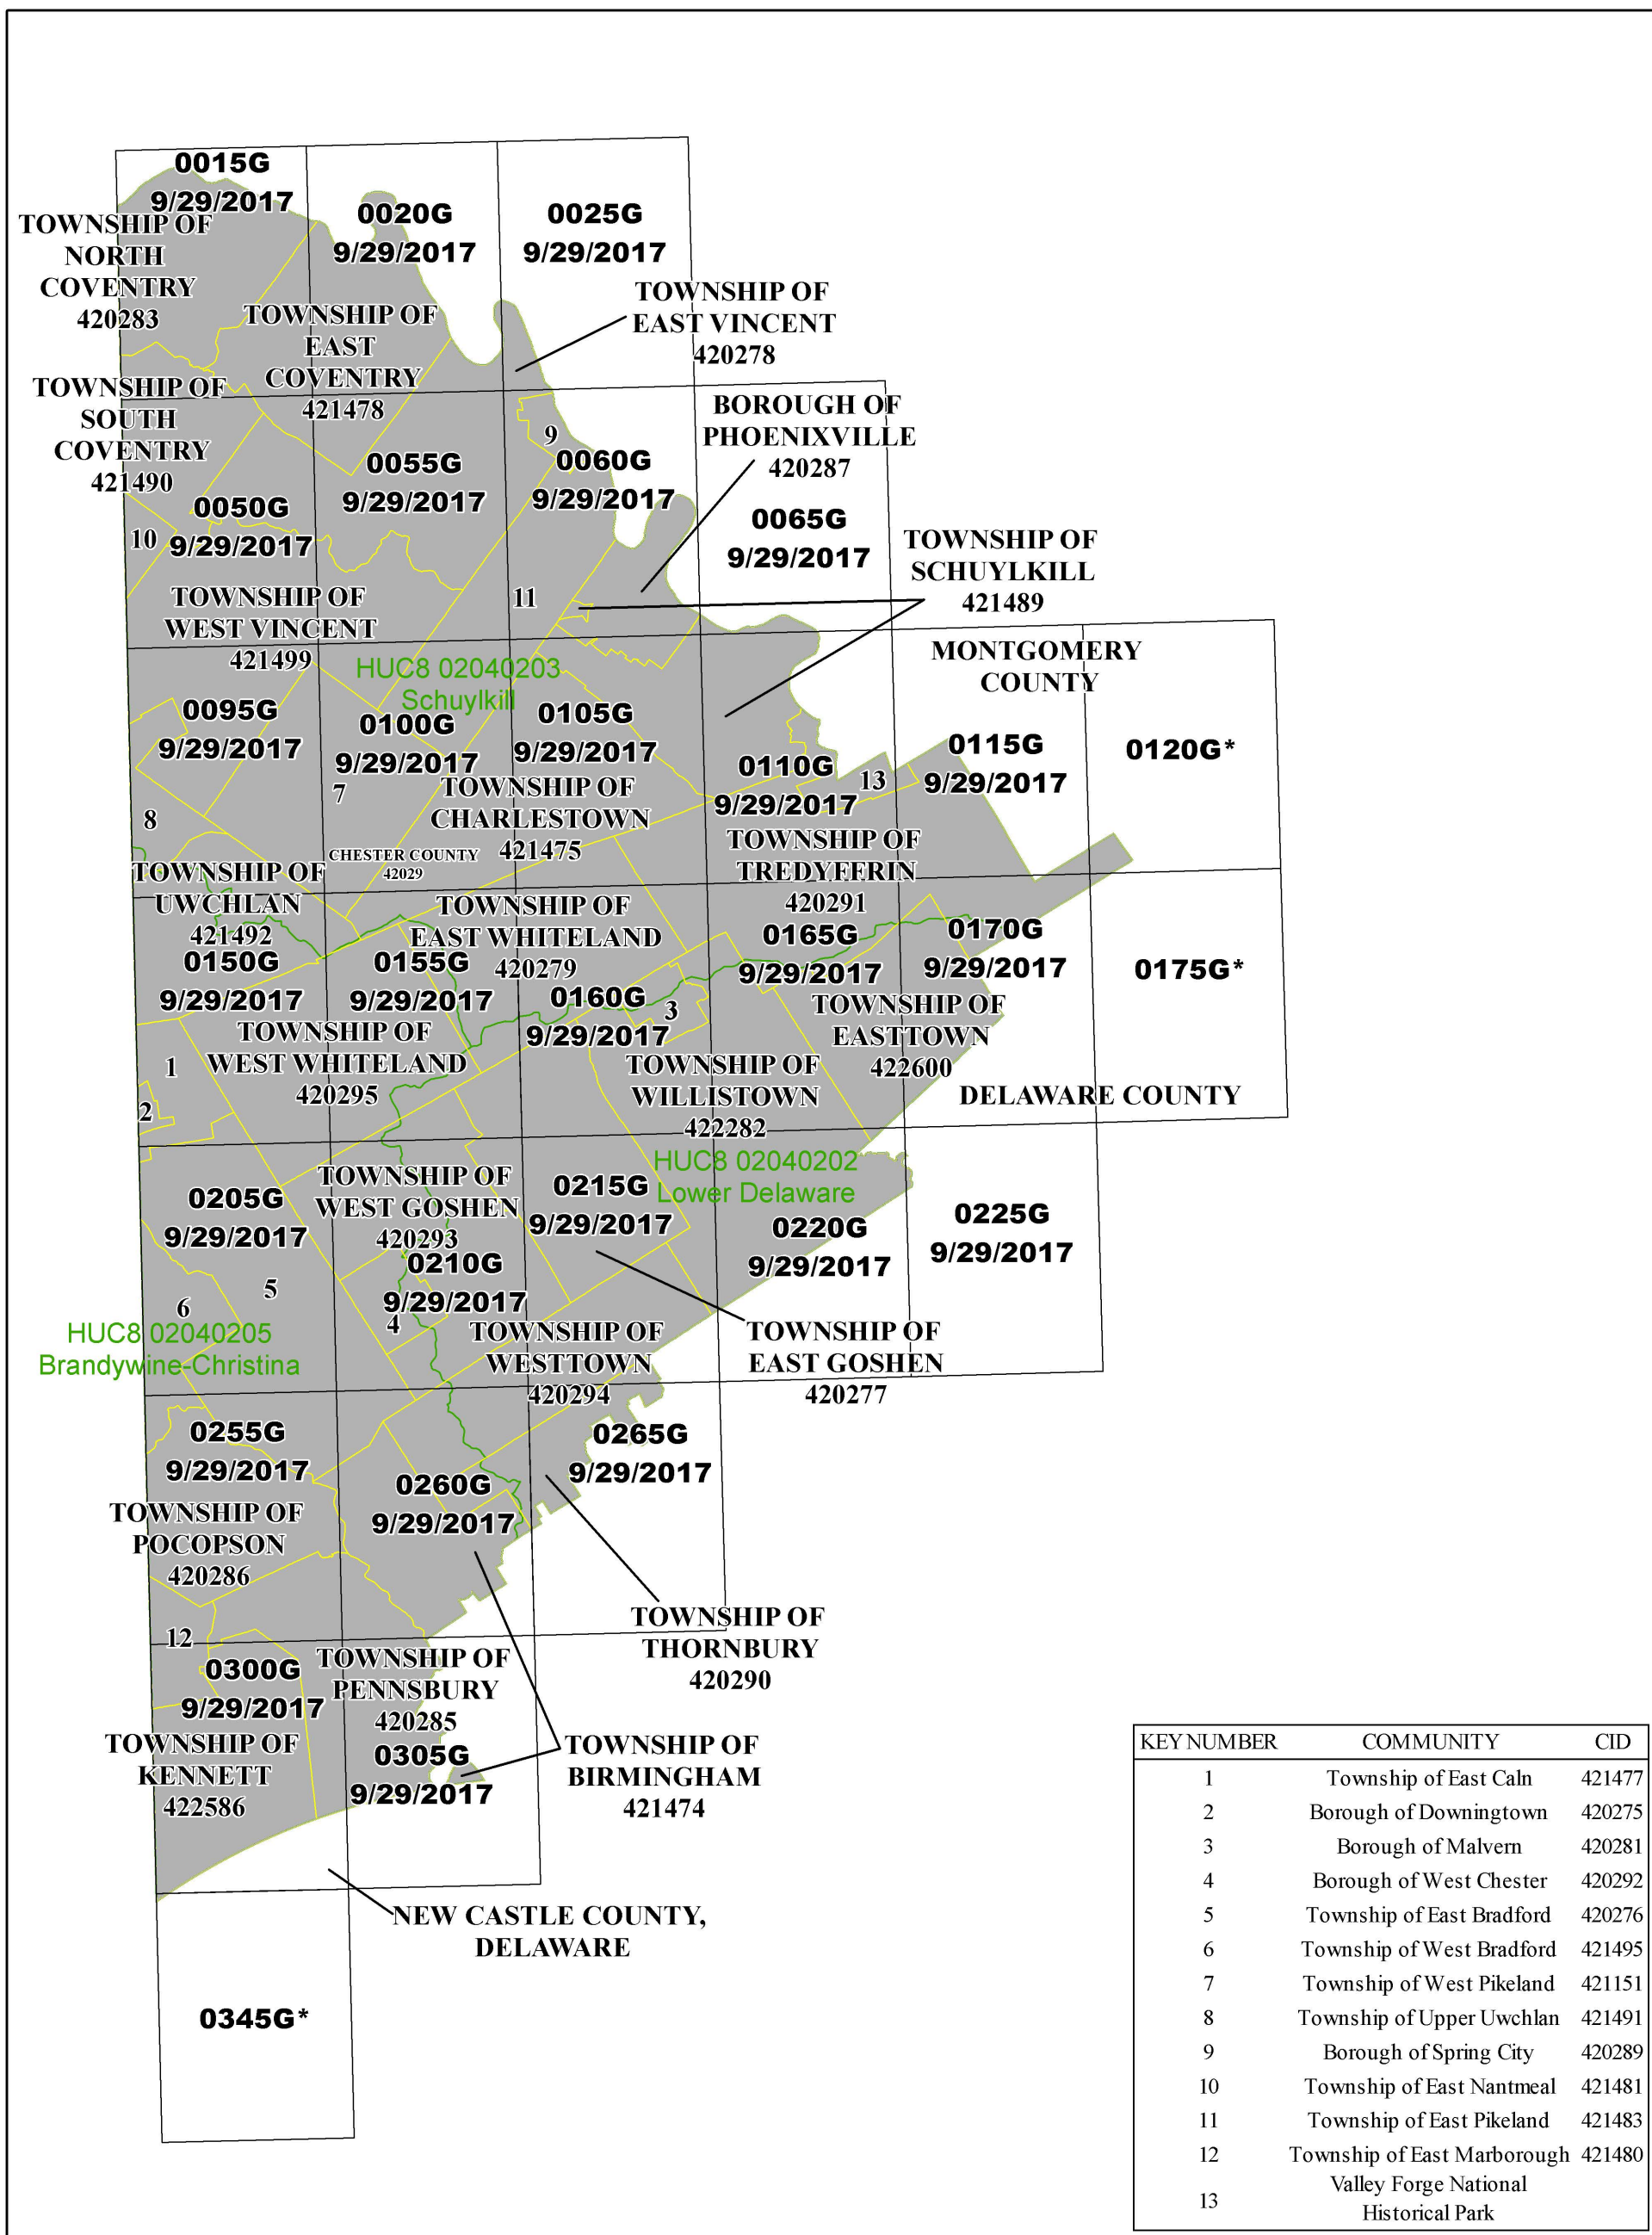 0015G
9/29/2017
0020G
9/29/2017
0025G
9/29/2017
TOWNSHIP OF
NORTH
COVENTRY
420283
TOWNSHIP OF
EAST
COVENTRY
421478
TOWNSHIP OF
EAST VINCENT
420278
TOWNSHIP OF
SOUTH
COVENTRY
421490
BOROUGH OF
PHOENIXVILLE
420287
9
0050G
9/29/2017
0055G
9/29/2017
0060G
9/29/2017
0065G
9/29/2017
10
11
TOWNSHIP OF
SCHUYLKILL
421489
TOWNSHIP OF
WEST VINCENT
421499
HUC8 02040203
Schuylkill
MONTGOMERY
COUNTY
0095G
9/29/2017
0100G
9/29/2017
0105G
9/29/2017
0110G
9/29/2017
13
0115G
9/29/2017
0120G*
7
8
TOWNSHIP OF
CHARLESTOWN
421475
CHESTER COUNTY
42029
TOWNSHIP OF
TREDYFFRIN
420291
TOWNSHIP OF
UWCHLAN
421492
TOWNSHIP OF
EAST WHITELAND
420279
0150G
9/29/2017
0155G
9/29/2017
0160G
9/29/2017
3
0165G
9/29/2017
0170G
9/29/2017
0175G*
TOWNSHIP OF
WEST WHITELAND
420295
1
2
TOWNSHIP OF
WILLISTOWN
422282
TOWNSHIP OF
EASTTOWN
422600
DELAWARE COUNTY
HUC8 02040202
Lower Delaware
0205G
9/29/2017
TOWNSHIP OF
WEST GOSHEN
420293
0210G
9/29/2017
0215G
9/29/2017
0220G
9/29/2017
0225G
9/29/2017
5
6
4
HUC8 02040205
Brandywine-Christina
TOWNSHIP OF
WESTTOWN
420294
TOWNSHIP OF
EAST GOSHEN
420277
0255G
9/29/2017
0260G
9/29/2017
0265G
9/29/2017
TOWNSHIP OF
POCOPSON
420286
12
TOWNSHIP OF
THORNBURY
420290
0300G
9/29/2017
TOWNSHIP OF
PENNSBURY
420285
0305G
9/29/2017
TOWNSHIP OF
KENNETT
422586
TOWNSHIP OF
BIRMINGHAM
421474
NEW CASTLE COUNTY,
DELAWARE
0345G*
KEY NUMBER COMMUNITY CID
1 Township of East Caln 421477
2 Borough of Downingtown 420275
3 Borough of Malvern 420281
4 Borough of West Chester 420292
5 Township of East Bradford 420276
6 Township of West Bradford 421495
7 Township of West Pikeland 421151
8 Township of Upper Uwchlan 421491
9 Borough of Spring City 420289
10 Township of East Nantmeal 421481
11 Township of East Pikeland 421483
12 Township of East Marborough 421480
13 Valley Forge National
Historical Park